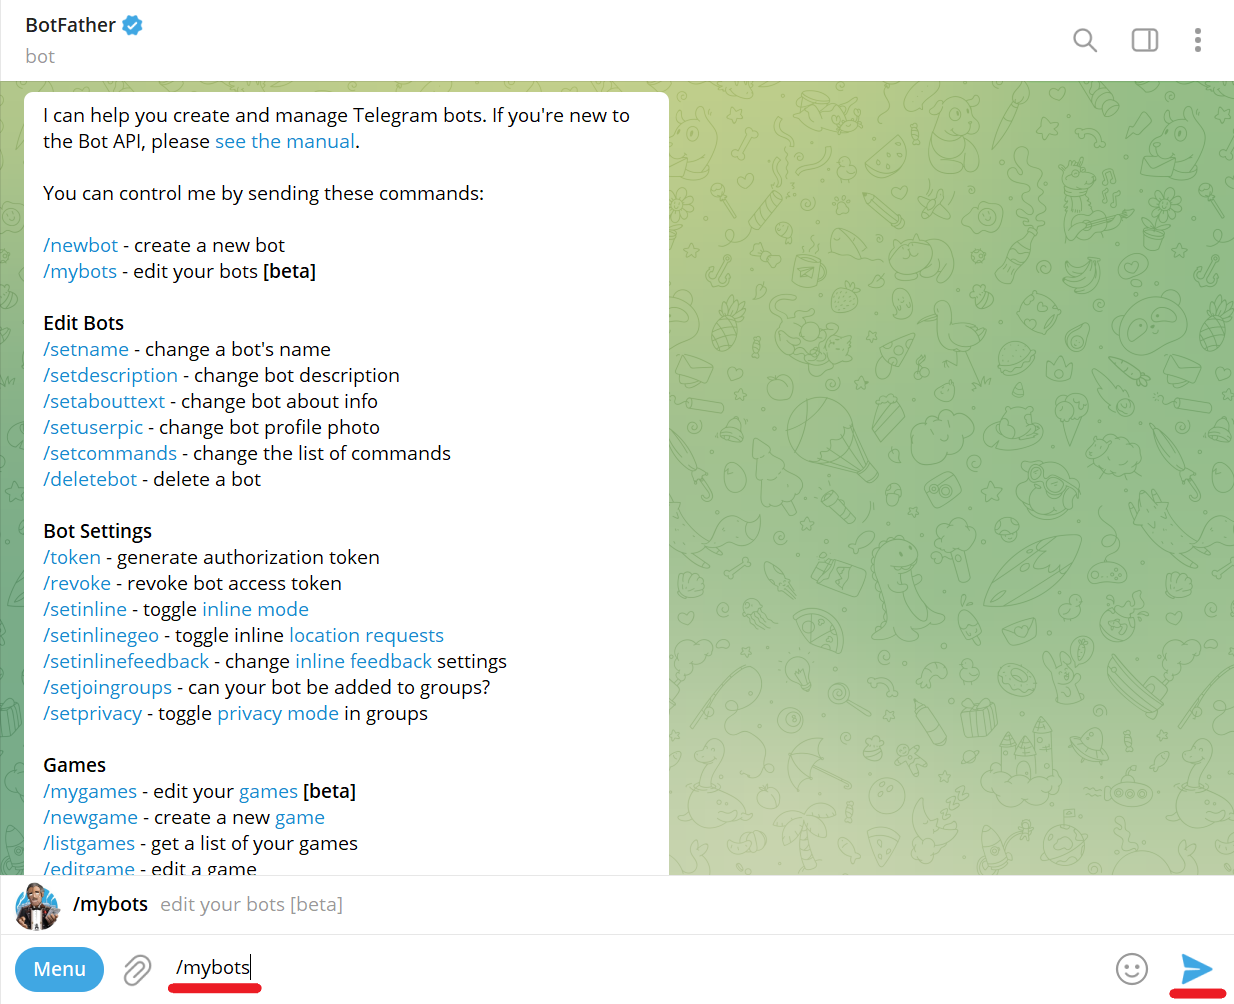 BotFather
bot
I can help you create and manage Telegram bots. If you're new to
the Bot API, please see the manual.
You can control me by sending these commands:
/newbot - create a new bot
/mybots - edit your bots [beta]
Edit Bots
/setname - change a bot's name
/setdescription - change bot description
/setabouttext - change bot about info
/setuserpic - change bot profile photo
/setcommands - change the list of commands
/deletebot - delete a bot
Bot Settings
/token - generate authorization token
/revoke - revoke bot access token
/setinline - toggle inline mode
/setinlinegeo - toggle inline location requests
/setinlinefeedback - change inline feedback settings
/setjoingroups - can your bot be added to groups?
/setprivacy - toggle privacy mode in groups
Games
/mygames - edit your games [beta]
/newgame - create a new game
/listgames - get a list of your games
/editgame - edit a game
/mybots edit your bots [beta]
Menu /mybots